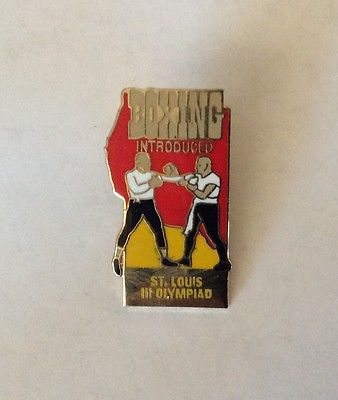 BOXING
INTRODUCED
ST. LOUIS
III OLYMPIAD